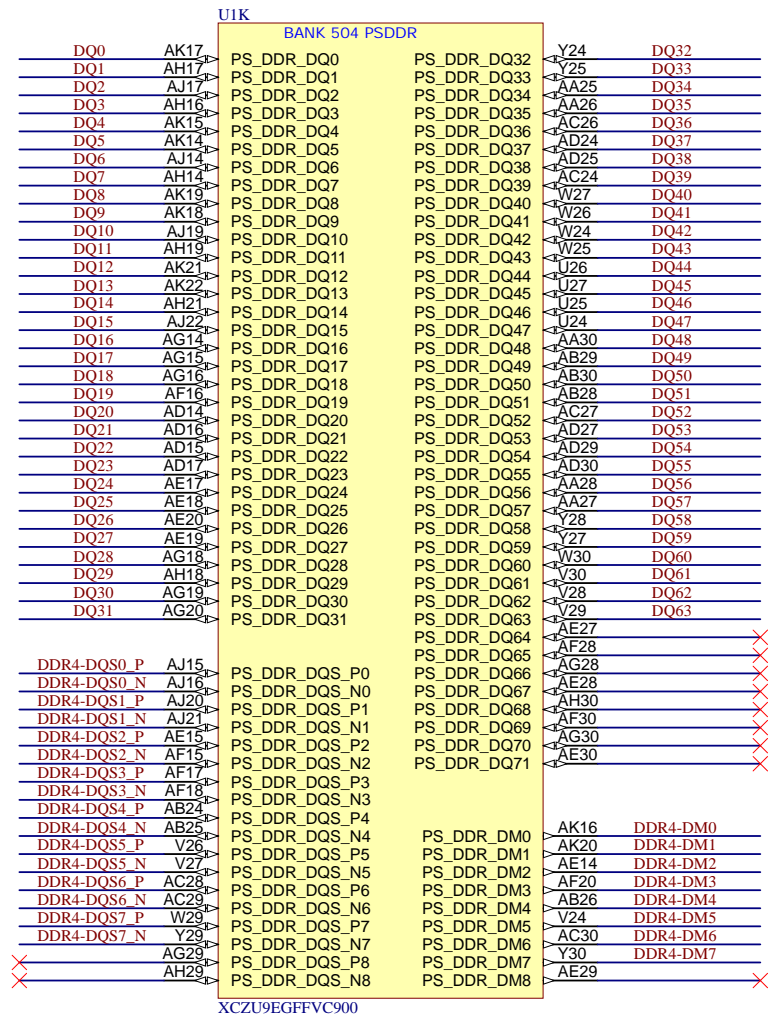 U1K
BANK 504 PSDDR
DQ0 AK17 PS_DDR_DQ0 PS_DDR_DQ32 Y24 DQ32
DQ1 AH17 PS_DDR_DQ1 PS_DDR_DQ33 Y25 DQ33
DQ2 AJ17 PS_DDR_DQ2 PS_DDR_DQ34 AA25 DQ34
DQ3 AH16 PS_DDR_DQ3 PS_DDR_DQ35 AA26 DQ35
DQ4 AK15 PS_DDR_DQ4 PS_DDR_DQ36 AC26 DQ36
DQ5 AK14 PS_DDR_DQ5 PS_DDR_DQ37 AD24 DQ37
DQ6 AJ14 PS_DDR_DQ6 PS_DDR_DQ38 AD25 DQ38
DQ7 AH14 PS_DDR_DQ7 PS_DDR_DQ39 AC24 DQ39
DQ8 AK19 PS_DDR_DQ8 PS_DDR_DQ40 W27 DQ40
DQ9 AK18 PS_DDR_DQ9 PS_DDR_DQ41 W26 DQ41
DQ10 AJ19 PS_DDR_DQ10 PS_DDR_DQ42 W24 DQ42
DQ11 AH19 PS_DDR_DQ11 PS_DDR_DQ43 W25 DQ43
DQ12 AK21 PS_DDR_DQ12 PS_DDR_DQ44 U26 DQ44
DQ13 AK22 PS_DDR_DQ13 PS_DDR_DQ45 U27 DQ45
DQ14 AH21 PS_DDR_DQ14 PS_DDR_DQ46 U25 DQ46
DQ15 AJ22 PS_DDR_DQ15 PS_DDR_DQ47 U24 DQ47
DQ16 AG14 PS_DDR_DQ16 PS_DDR_DQ48 AA30 DQ48
DQ17 AG15 PS_DDR_DQ17 PS_DDR_DQ49 AB29 DQ49
DQ18 AG16 PS_DDR_DQ18 PS_DDR_DQ50 AB30 DQ50
DQ19 AF16 PS_DDR_DQ19 PS_DDR_DQ51 AB28 DQ51
DQ20 AD14 PS_DDR_DQ20 PS_DDR_DQ52 AC27 DQ52
DQ21 AD16 PS_DDR_DQ21 PS_DDR_DQ53 AD27 DQ53
DQ22 AD15 PS_DDR_DQ22 PS_DDR_DQ54 AD29 DQ54
DQ23 AD17 PS_DDR_DQ23 PS_DDR_DQ55 AD30 DQ55
DQ24 AE17 PS_DDR_DQ24 PS_DDR_DQ56 AA28 DQ56
DQ25 AE18 PS_DDR_DQ25 PS_DDR_DQ57 AA27 DQ57
DQ26 AE20 PS_DDR_DQ26 PS_DDR_DQ58 Y28 DQ58
DQ27 AE19 PS_DDR_DQ27 PS_DDR_DQ59 Y27 DQ59
DQ28 AG18 PS_DDR_DQ28 PS_DDR_DQ60 W30 DQ60
DQ29 AH18 PS_DDR_DQ29 PS_DDR_DQ61 V30 DQ61
DQ30 AG19 PS_DDR_DQ30 PS_DDR_DQ62 V28 DQ62
DQ31 AG20 PS_DDR_DQ31 PS_DDR_DQ63 V29 DQ63
PS_DDR_DQ64 AE27
PS_DDR_DQ65 AF28
DDR4-DQS0_P AJ15 PS_DDR_DQS_P0 PS_DDR_DQ66 AG28
DDR4-DQS0_N AJ16 PS_DDR_DQS_N0 PS_DDR_DQ67 AE28
DDR4-DQS1_P AJ20 PS_DDR_DQS_P1 PS_DDR_DQ68 AH30
DDR4-DQS1_N AJ21 PS_DDR_DQS_N1 PS_DDR_DQ69 AF30
DDR4-DQS2_P AE15 PS_DDR_DQS_P2 PS_DDR_DQ70 AG30
DDR4-DQS2_N AF15 PS_DDR_DQS_N2 PS_DDR_DQ71 AE30
DDR4-DQS3_P AF17 PS_DDR_DQS_P3
DDR4-DQS3_N AF18 PS_DDR_DQS_N3
DDR4-DQS4_P AB24 PS_DDR_DQS_P4
DDR4-DQS4_N AB25 PS_DDR_DQS_N4 PS_DDR_DM0 AK16 DDR4-DM0
DDR4-DQS5_P V26 PS_DDR_DQS_P5 PS_DDR_DM1 AK20 DDR4-DM1
DDR4-DQS5_N V27 PS_DDR_DQS_N5 PS_DDR_DM2 AE14 DDR4-DM2
DDR4-DQS6_P AC28 PS_DDR_DQS_P6 PS_DDR_DM3 AF20 DDR4-DM3
DDR4-DQS6_N AC29 PS_DDR_DQS_N6 PS_DDR_DM4 AB26 DDR4-DM4
DDR4-DQS7_P W29 PS_DDR_DQS_P7 PS_DDR_DM5 V24 DDR4-DM5
DDR4-DQS7_N Y29 PS_DDR_DQS_N7 PS_DDR_DM6 AC30 DDR4-DM6
AG29 PS_DDR_DQS_P8 PS_DDR_DM7 Y30 DDR4-DM7
AH29 PS_DDR_DQS_N8 PS_DDR_DM8 AE29
XCZU9EGFFVC900